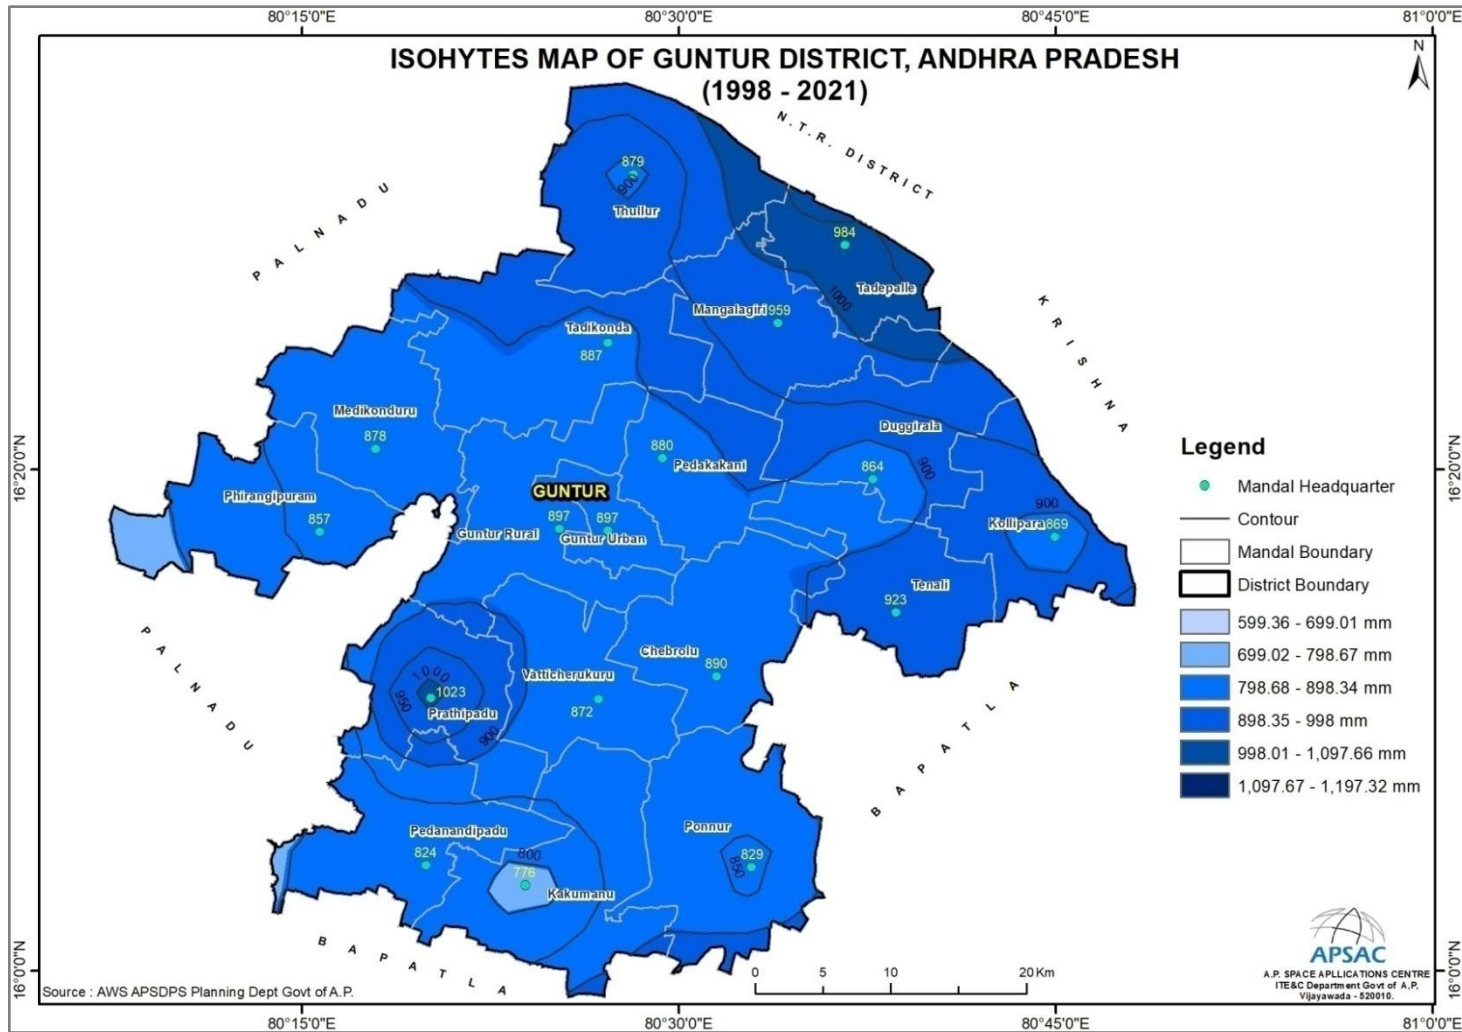 80°15'0"E
80°30'0"E
80°45'0"E
81°0'0"E
ISOHYTES MAP OF GUNTUR DISTRICT, ANDHRA PRADESH
(1998 - 2021)
N
N.T.R. DISTRICT
PALNADU
KRISHNA
879
900
Thullur
984
Tadepalle
1000
Mangalagiri 959
Tadikonda
887
Medikonduru
878
Duggirala
880
Pedakakani
864
900
16°20'0"N
16°20'0"N
Phirangipuram
857
GUNTUR
897
897
Guntur Rural
Guntur Urban
900
Kollipara 869
Tenali
923
PALNADU
Chebrolu
890
Vatticherukuru
872
1000
1023
950
Prathipadu
900
BAPATLA
Pedanandipadu
824
800
776
Kakumanu
Ponnur
829
850
BAPATLA
Legend
Mandal Headquarter
Contour
Mandal Boundary
District Boundary
599.36 - 699.01 mm
699.02 - 798.67 mm
798.68 - 898.34 mm
898.35 - 998 mm
998.01 - 1,097.66 mm
1,097.67 - 1,197.32 mm
APSAC
A.P. SPACE APLLICATIONS CENTRE
ITE&C Department Govt of A.P.
Vijayawada - 520010.
0 5 10 20 Km
Source : AWS APSDPS Planning Dept Govt of A.P.
16°0'0"N
16°0'0"N
80°15'0"E
80°30'0"E
80°45'0"E
81°0'0"E